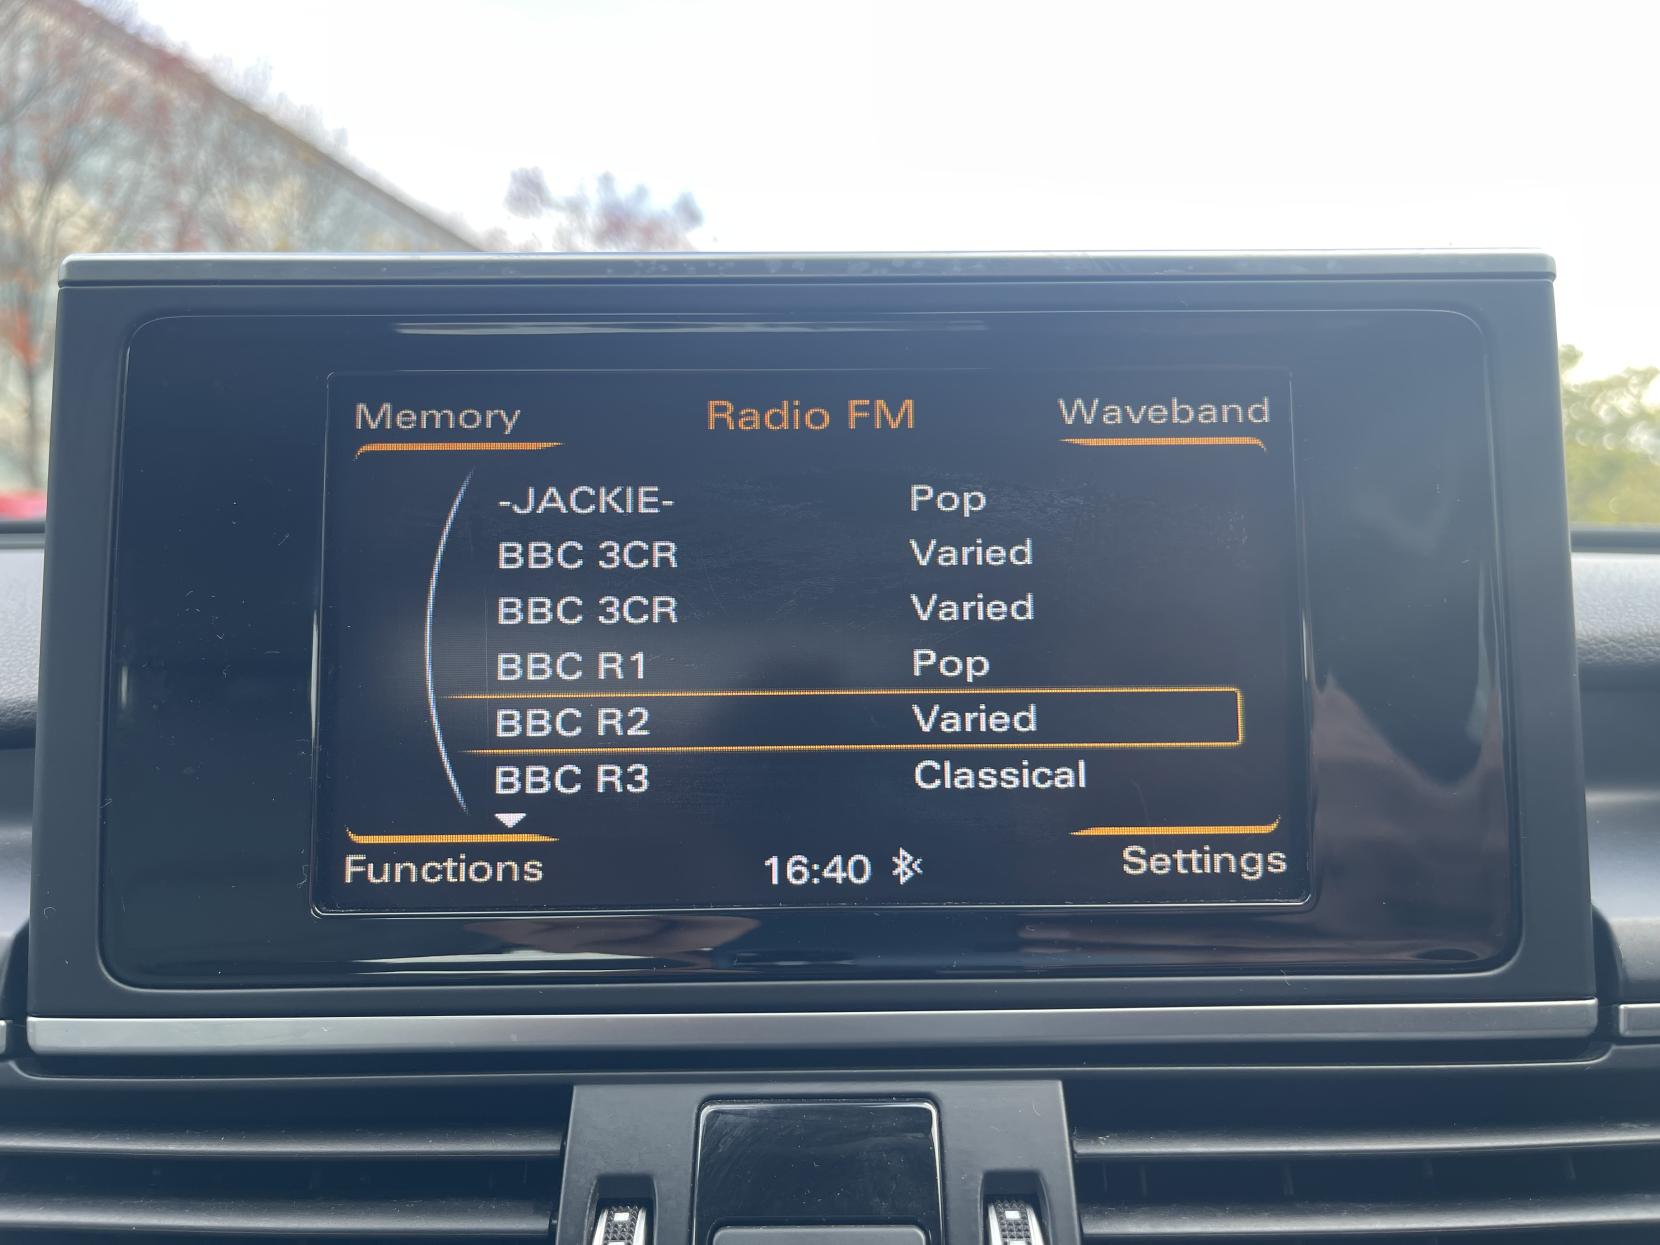 Memory Radio FM Waveband
-JACKIE- Pop
BBC 3CR Varied
BBC 3CR Varied
BBC R1 Pop
BBC R2 Varied
BBC R3 Classical
Functions 16:40 Settings